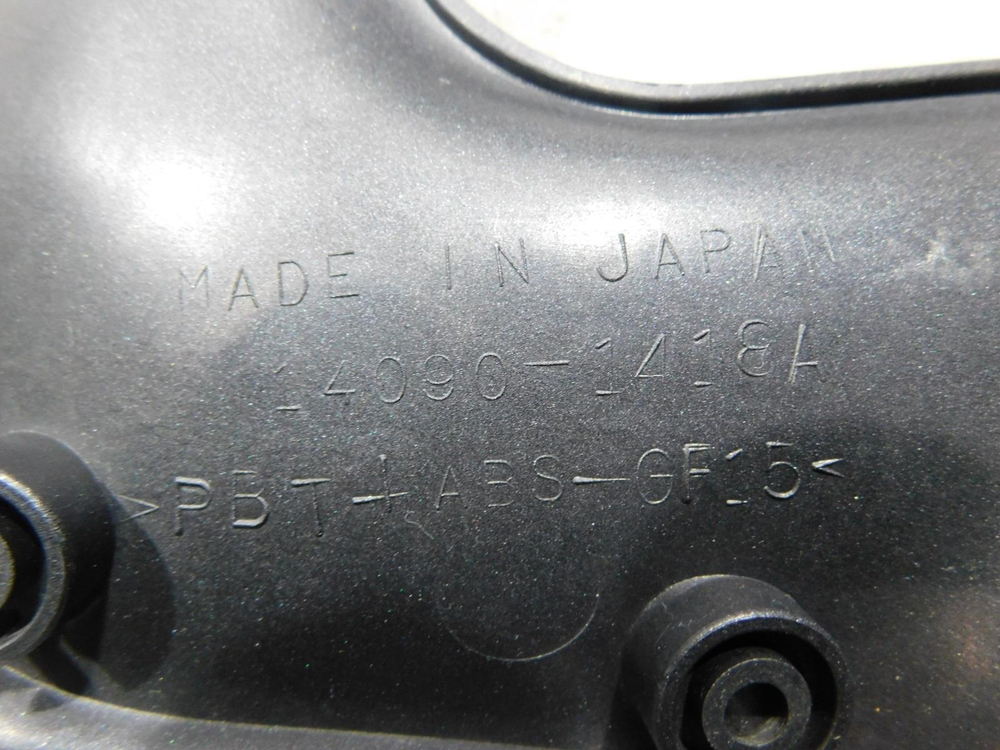 MADE IN JAPAN
14090-1418A
>PBT+ABS-GF15<